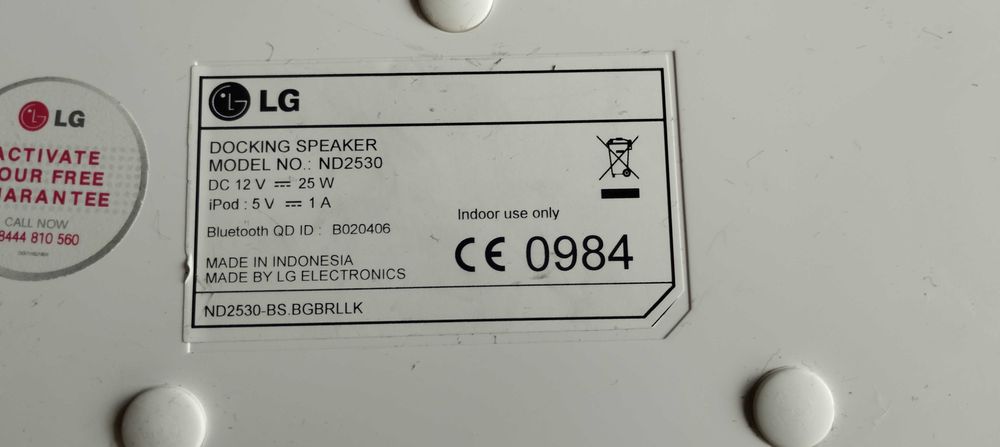 LG
ACTIVATE
OUR FREE
ARANTEE
CALL NOW
8444 810 560
LG
DOCKING SPEAKER
MODEL NO.: ND2530
DC 12 V ⎓ 25 W
iPod : 5 V ⎓ 1 A
Bluetooth QD ID : B020406
Indoor use only
CE 0984
MADE IN INDONESIA
MADE BY LG ELECTRONICS
ND2530-BS.BGBRLLK